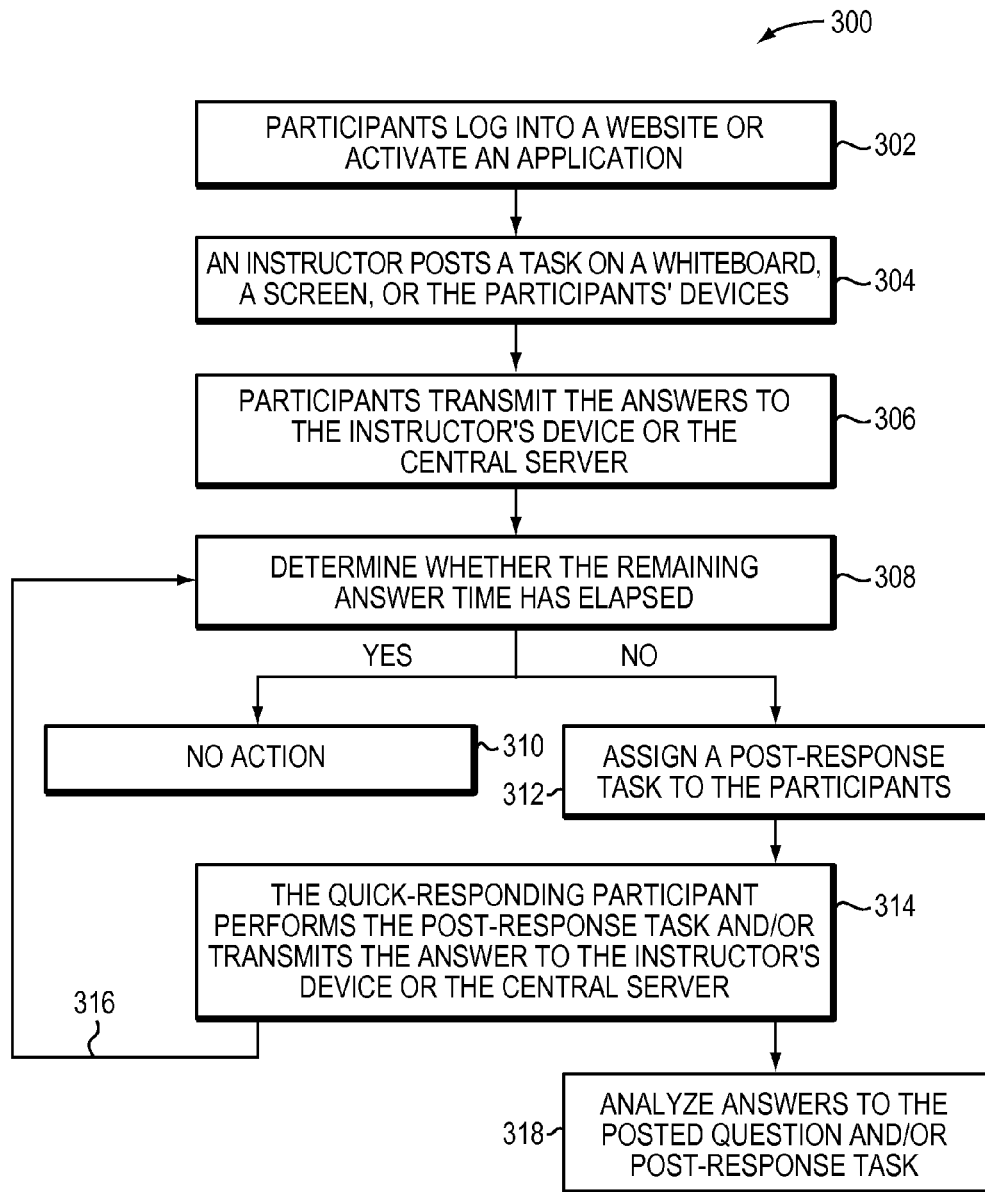 300
PARTICIPANTS LOG INTO A WEBSITE OR
ACTIVATE AN APPLICATION
302
AN INSTRUCTOR POSTS A TASK ON A WHITEBOARD,
A SCREEN, OR THE PARTICIPANTS' DEVICES
304
PARTICIPANTS TRANSMIT THE ANSWERS TO
THE INSTRUCTOR'S DEVICE OR THE
CENTRAL SERVER
306
DETERMINE WHETHER THE REMAINING
ANSWER TIME HAS ELAPSED
308
YES
NO
NO ACTION
310
ASSIGN A POST-RESPONSE
TASK TO THE PARTICIPANTS
312
THE QUICK-RESPONDING PARTICIPANT
PERFORMS THE POST-RESPONSE TASK AND/OR
TRANSMITS THE ANSWER TO THE INSTRUCTOR'S
DEVICE OR THE CENTRAL SERVER
314
316
ANALYZE ANSWERS TO THE
POSTED QUESTION AND/OR
POST-RESPONSE TASK
318